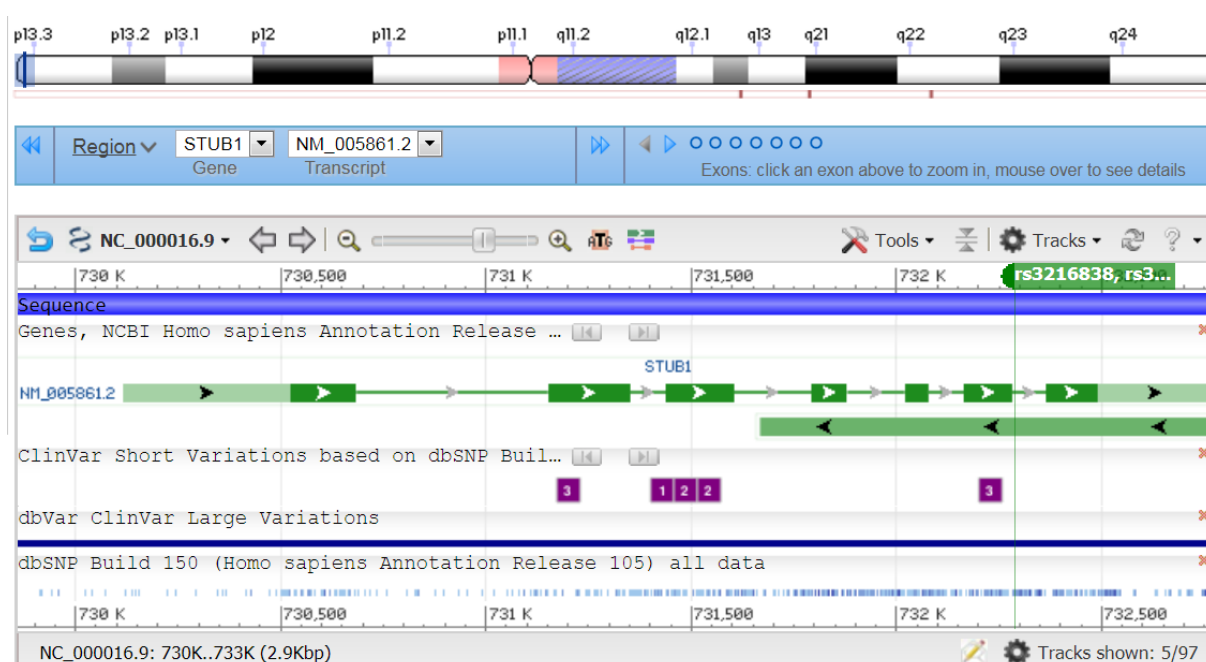 p13.3 p13.2 p13.1 p12 p11.2 p11.1 q11.2 q12.1 q13 q21 q22 q23 q24
Region STUB1 NM_005861.2
Gene Transcript Exons: click an exon above to zoom in, mouse over to see details
NC_000016.9 ATG Tools Tracks ?
730 K 730,500 731 K 731,500 732 K rs3216838, rs3...
Sequence
Genes, NCBI Homo sapiens Annotation Release ...
STUB1
NM_005861.2
ClinVar Short Variations based on dbSNP Buil...
3 1 2 2 3
dbVar ClinVar Large Variations
dbSNP Build 150 (Homo sapiens Annotation Release 105) all data
730 K 730,500 731 K 731,500 732 K 732,500
NC_000016.9: 730K..733K (2.9Kbp) Tracks shown: 5/97